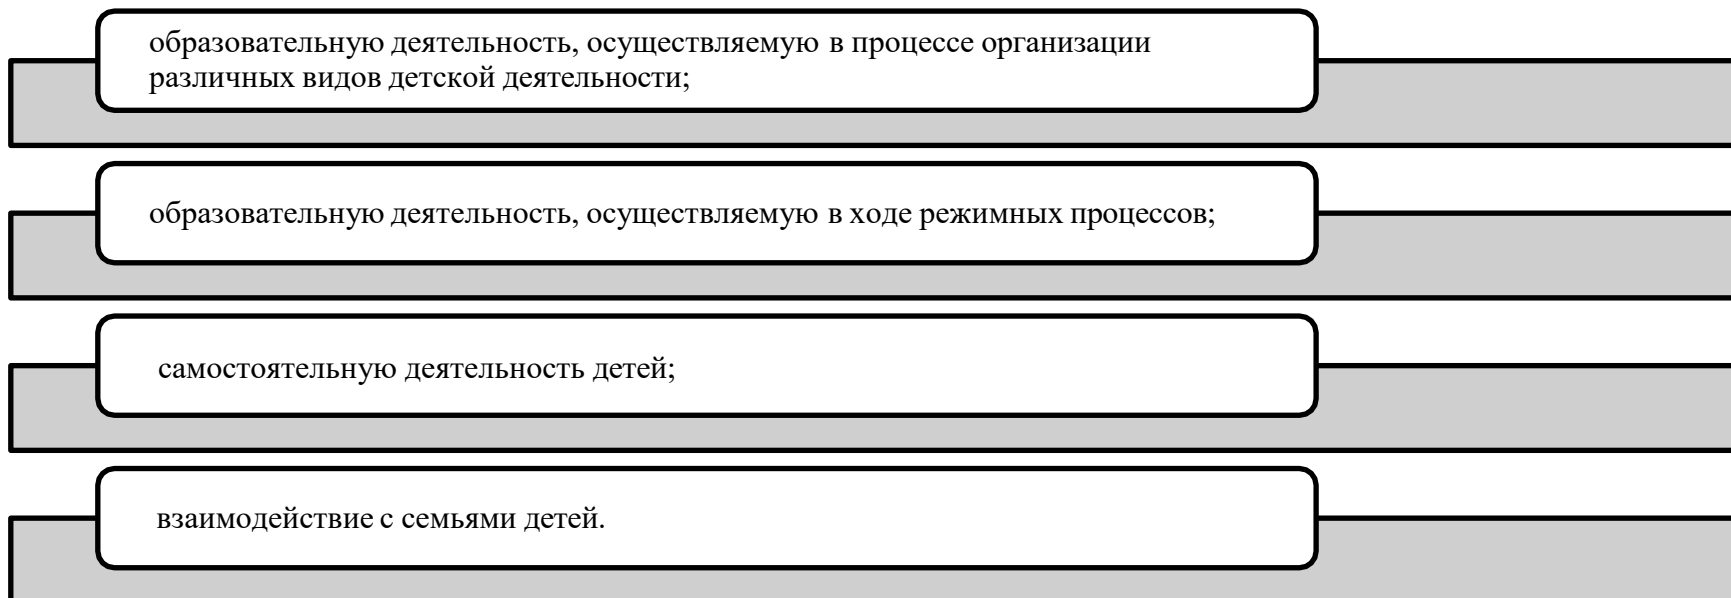 образовательную деятельность, осуществляемую в процессе организации
различных видов детской деятельности;
образовательную деятельность, осуществляемую в ходе режимных процессов;
самостоятельную деятельность детей;
взаимодействие с семьями детей.